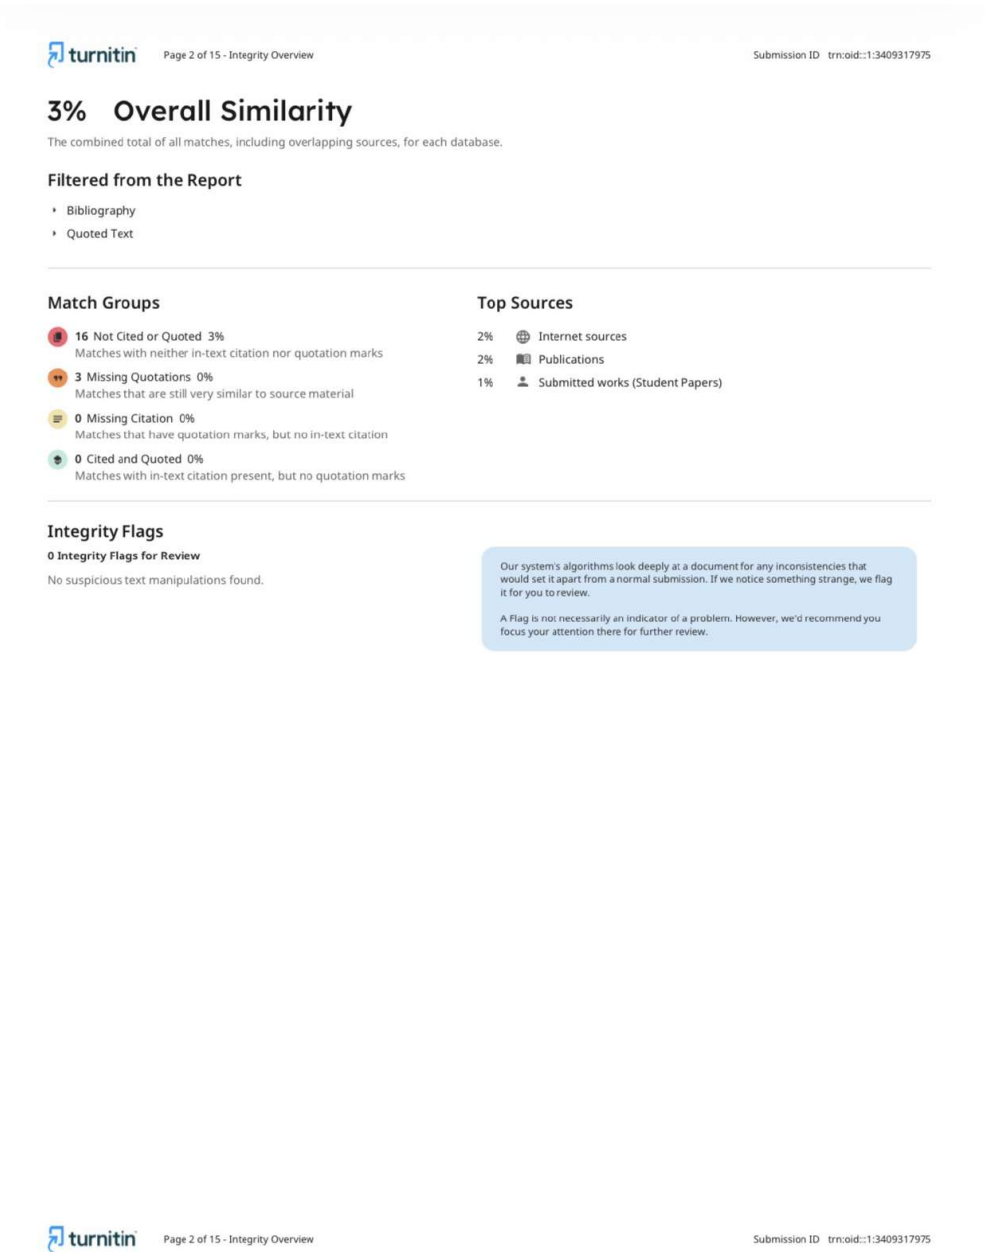 turnitin Page 2 of 15 - Integrity Overview Submission ID trn:oid:::1:3409317975
3% Overall Similarity
The combined total of all matches, including overlapping sources, for each database.
Filtered from the Report
Bibliography
Quoted Text
Match Groups
16 Not Cited or Quoted 3%
Matches with neither in-text citation nor quotation marks
3 Missing Quotations 0%
Matches that are still very similar to source material
0 Missing Citation 0%
Matches that have quotation marks, but no in-text citation
0 Cited and Quoted 0%
Matches with in-text citation present, but no quotation marks
Top Sources
2% Internet sources
2% Publications
1% Submitted works (Student Papers)
Integrity Flags
0 Integrity Flags for Review
No suspicious text manipulations found.
Our system's algorithms look deeply at a document for any inconsistencies that
would set it apart from a normal submission. If we notice something strange, we flag
it for you to review.
A Flag is not necessarily an indicator of a problem. However, we'd recommend you
focus your attention there for further review.
turnitin Page 2 of 15 - Integrity Overview Submission ID trn:oid:::1:3409317975